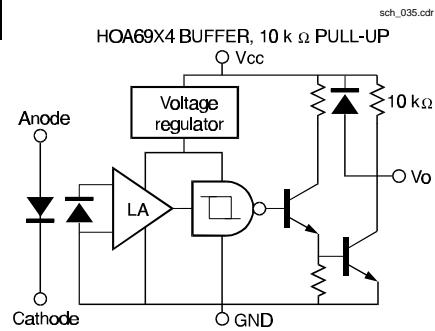 sch_035.cdr
HOA69X4 BUFFER, 10 k Ω PULL-UP
Vcc
Voltage
regulator
10 kΩ
Anode
Vo
LA
Cathode
GND